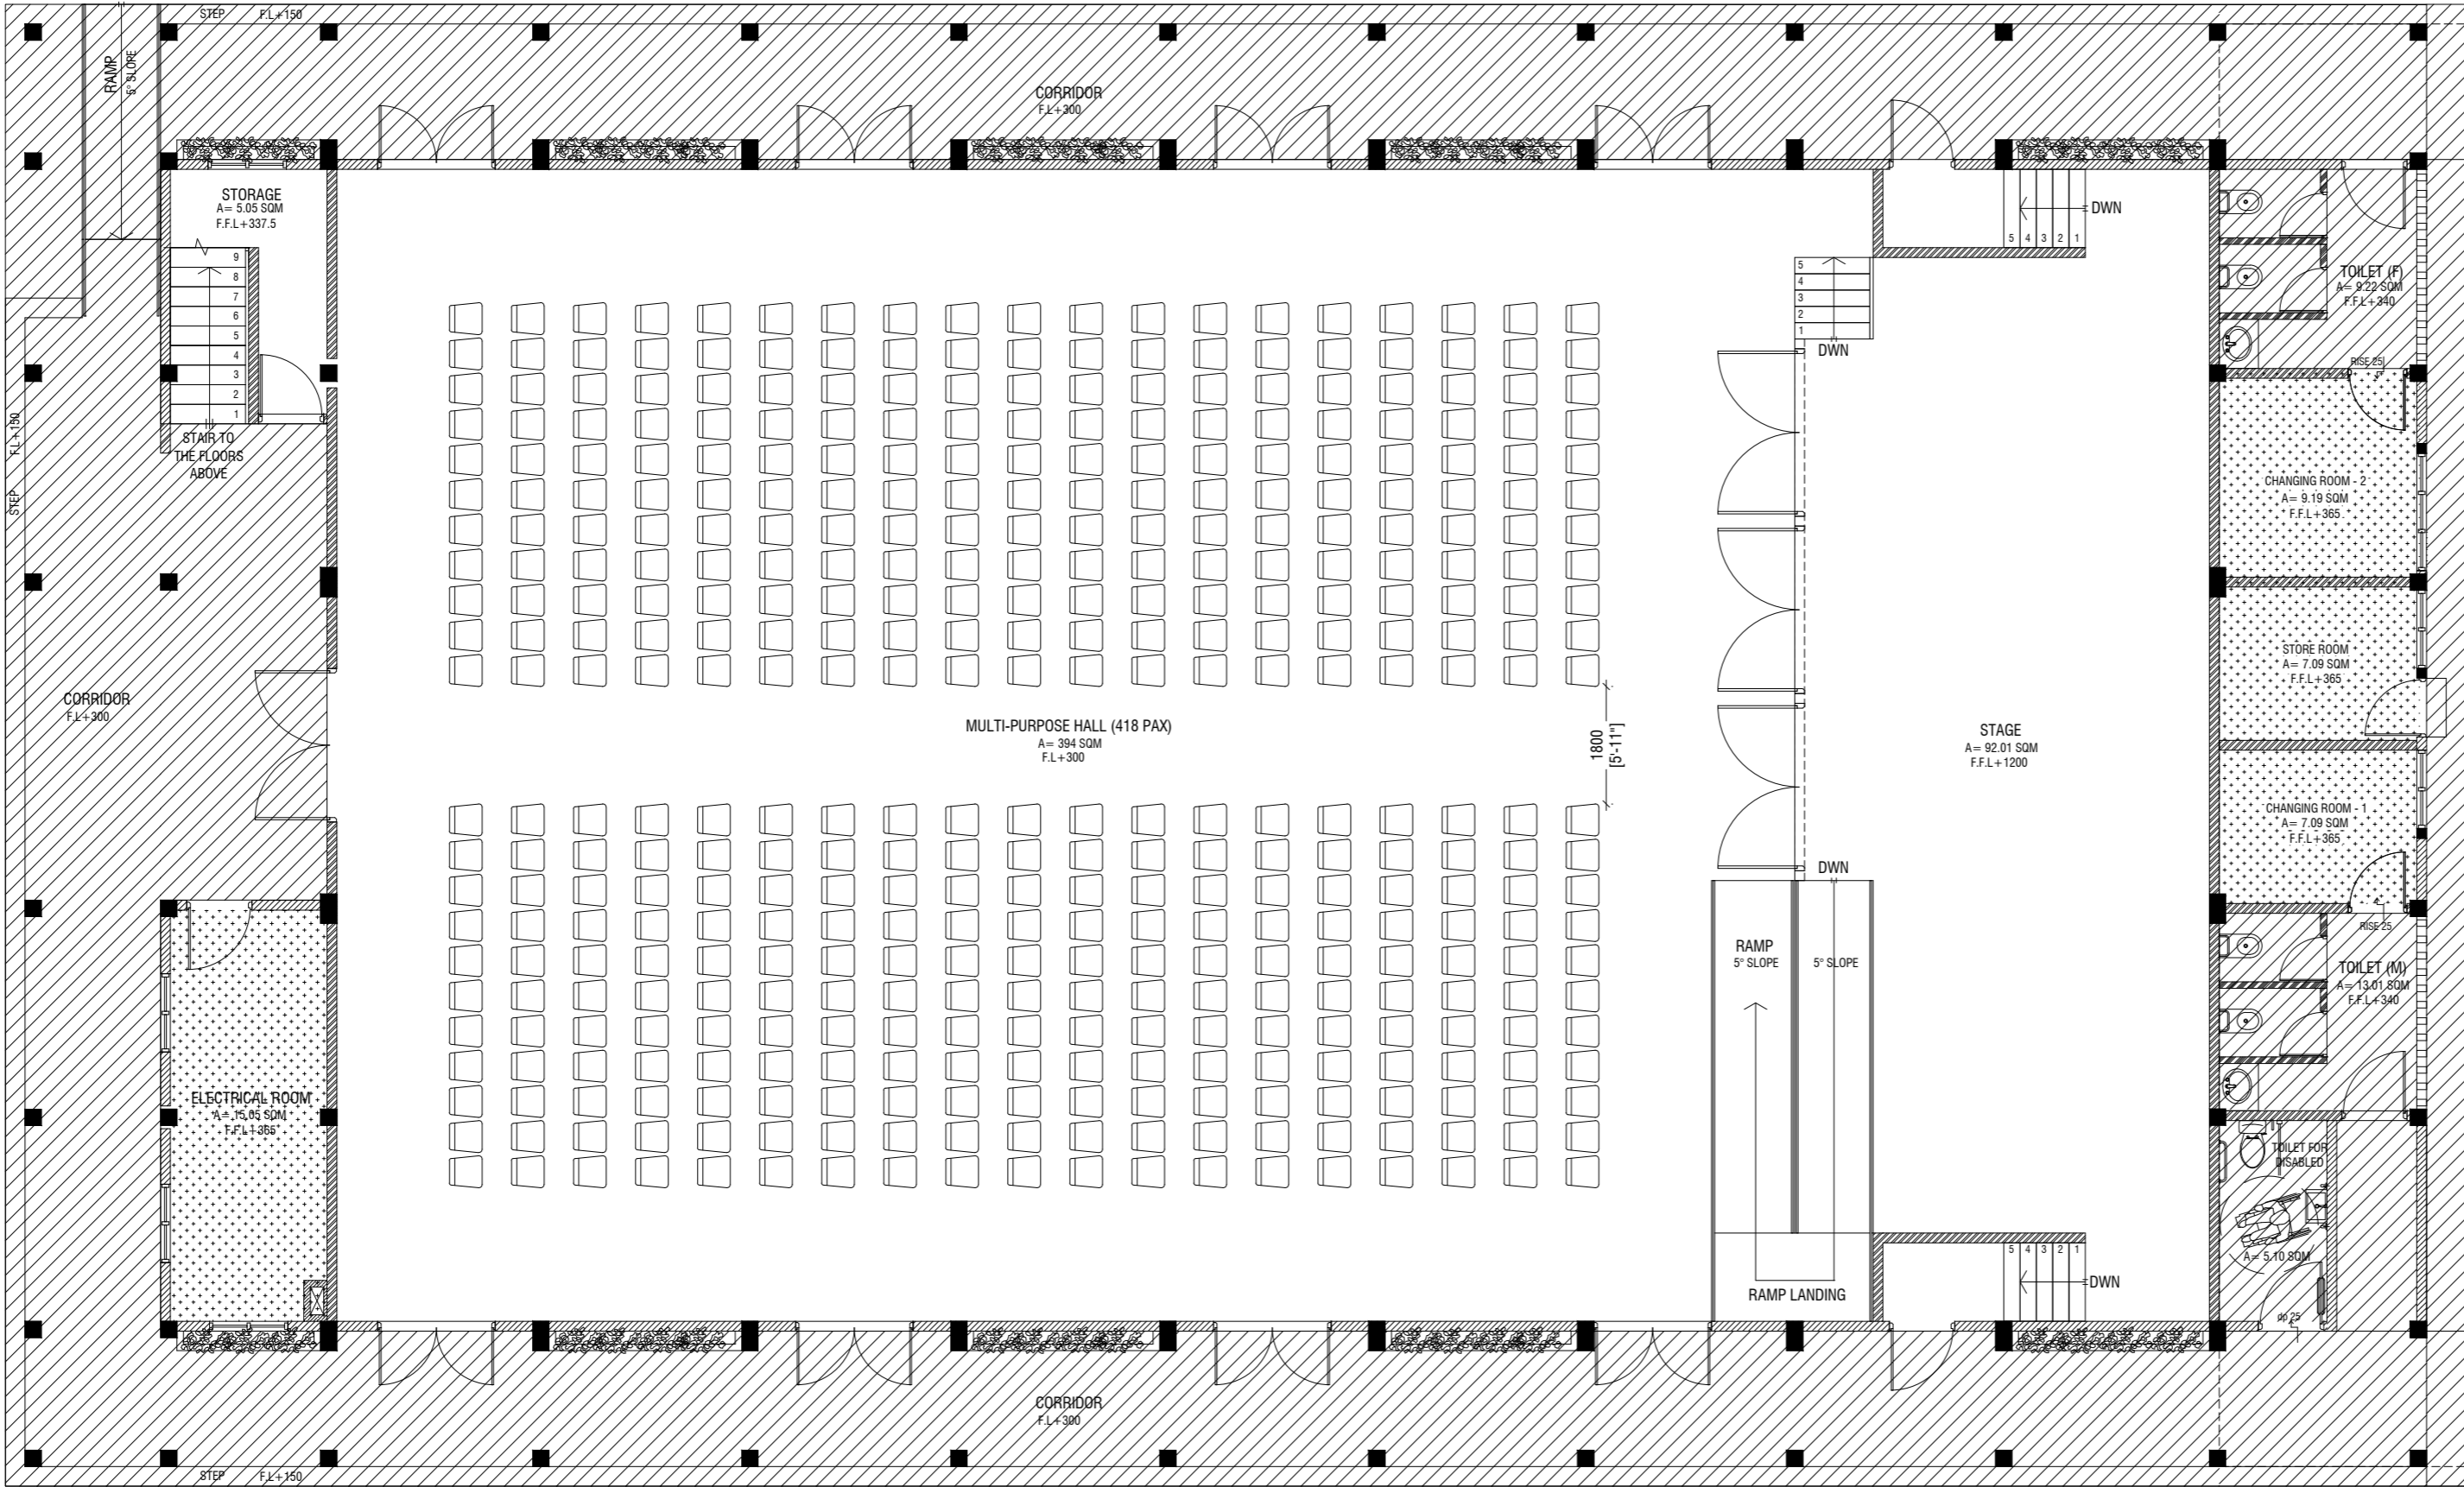 STEP F.L+150
RAMP
5° SLOPE
CORRIDOR
F.L+300
STORAGE
A= 5.05 SQM
F.F.L+337.5
9
8
7
6
5
4
3
2
1
STAIR TO
THE FLOORS
ABOVE
5 4 3 2 1
DWN
5
4
3
2
1
DWN
TOILET (F)
A= 9.22 SQM
F.F.L+340
RISE 25
CHANGING ROOM - 2
A= 9.19 SQM
F.F.L+365
STEP F.L+150
CORRIDOR
F.L+300
MULTI-PURPOSE HALL (418 PAX)
A= 394 SQM
F.L+300
1800
[5'-11"]
STAGE
A= 92.01 SQM
F.F.L+1200
STORE ROOM
A= 7.09 SQM
F.F.L+365
CHANGING ROOM - 1
A= 7.09 SQM
F.F.L+365
RISE 25
DWN
RAMP
5° SLOPE
5° SLOPE
TOILET (M)
A= 13.01 SQM
F.F.L+340
ELECTRICAL ROOM
A= 15.05 SQM
F.F.L+365
TOILET FOR
DISABLED
A= 5.10 SQM
5 4 3 2 1
DWN
RAMP LANDING
dp 25
CORRIDOR
F.L+300
STEP F.L+150